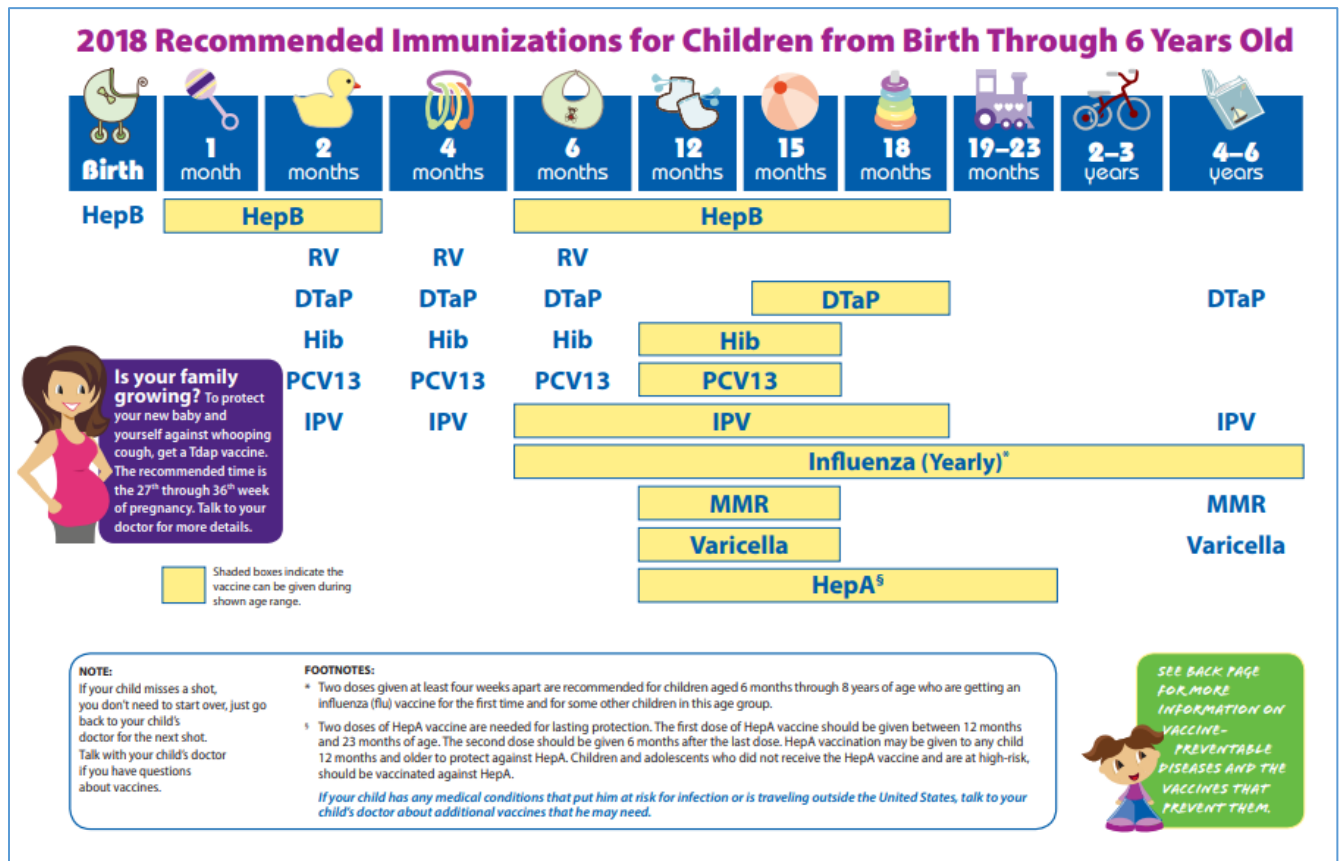 2018 Recommended Immunizations for Children from Birth Through 6 Years Old
Birth
1
month
2
months
4
months
6
months
12
months
15
months
18
months
19–23
months
2–3
years
4–6
years
HepB HepB HepB
RV RV RV
DTaP DTaP DTaP DTaP DTaP
Hib Hib Hib Hib
PCV13 PCV13 PCV13 PCV13
IPV IPV IPV IPV
Influenza (Yearly)*
MMR MMR
Varicella Varicella
HepA§
Is your family
growing? To protect
your new baby and
yourself against whooping
cough, get a Tdap vaccine.
The recommended time is
the 27th through 36th week
of pregnancy. Talk to your
doctor for more details.
Shaded boxes indicate the
vaccine can be given during
shown age range.
NOTE:
If your child misses a shot,
you don't need to start over, just go
back to your child's
doctor for the next shot.
Talk with your child's doctor
if you have questions
about vaccines.
FOOTNOTES:
* Two doses given at least four weeks apart are recommended for children aged 6 months through 8 years of age who are getting an
influenza (flu) vaccine for the first time and for some other children in this age group.
§ Two doses of HepA vaccine are needed for lasting protection. The first dose of HepA vaccine should be given between 12 months
and 23 months of age. The second dose should be given 6 months after the last dose. HepA vaccination may be given to any child
12 months and older to protect against HepA. Children and adolescents who did not receive the HepA vaccine and are at high-risk,
should be vaccinated against HepA.
If your child has any medical conditions that put him at risk for infection or is traveling outside the United States, talk to your
child's doctor about additional vaccines that he may need.
SEE BACK PAGE
FOR MORE
INFORMATION ON
VACCINE-
PREVENTABLE
DISEASES AND THE
VACCINES THAT
PREVENT THEM.